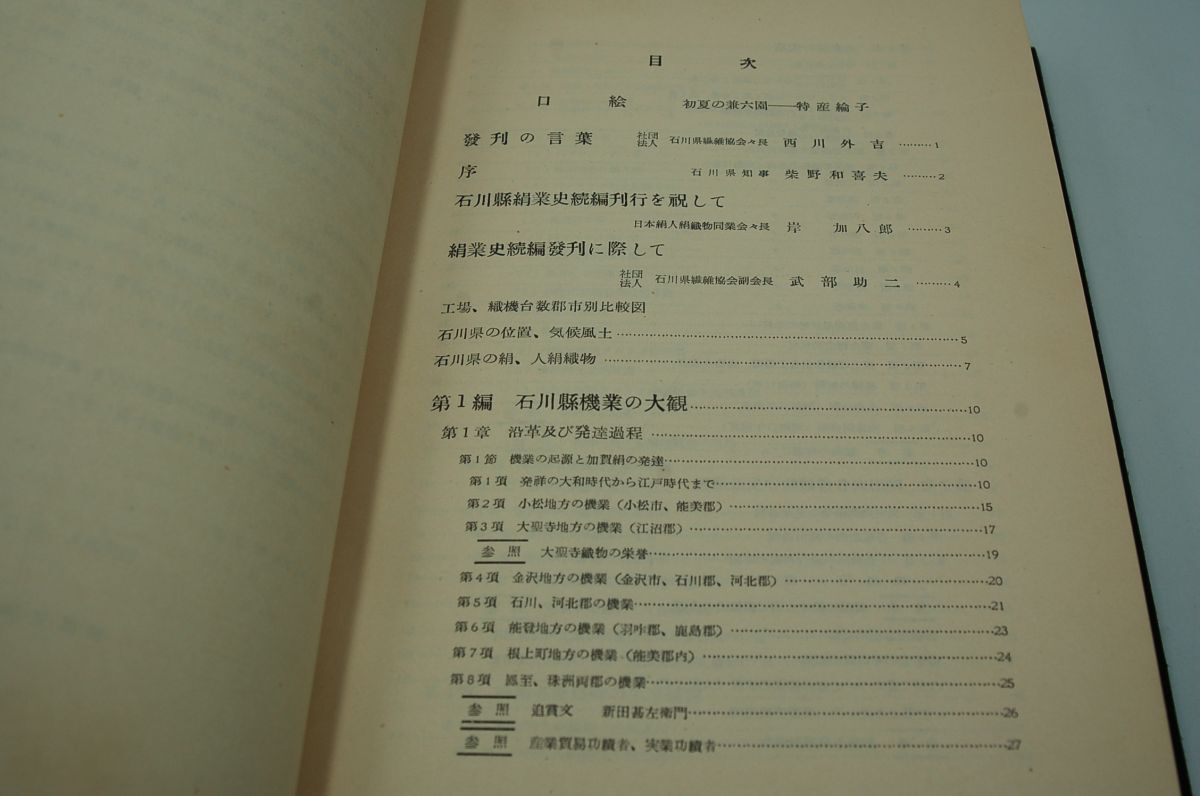 目次
口絵 初夏の兼六園――特産綸子
發刊の言葉 社団法人 石川県繊維協会々長 西川外吉 ………1
序 石川県知事 柴野和喜夫 ………2
石川縣絹業史続編刊行を祝して
日本絹人絹織物同業会々長 岸加八郎 ………3
絹業史続編發刊に際して
社団法人 石川県繊維協会副会長 武部助二 ………4
工場、織機台数郡市別比較図
石川県の位置、気候風土………5
石川県の絹、人絹織物………7
第1編 石川縣機業の大観………10
第1章 沿革及び発達過程………10
第1節 機業の起源と加賀絹の発達………10
第1項 発祥の大和時代から江戸時代まで………10
第2項 小松地方の機業（小松市、能美郡）………15
第3項 大聖寺地方の機業（江沼郡）………17
参照 大聖寺織物の栄誉………19
第4項 金沢地方の機業（金沢市、石川郡、河北郡）………20
第5項 石川、河北郡の機業………21
第6項 能登地方の機業（羽咋郡、鹿島郡）………23
第7項 根上町地方の機業（能美郡内）………24
第8項 鳳至、珠洲両郡の機業………25
参照 追賞文 新田甚左衛門………26
参照 産業貿易功績者、実業功績者………27